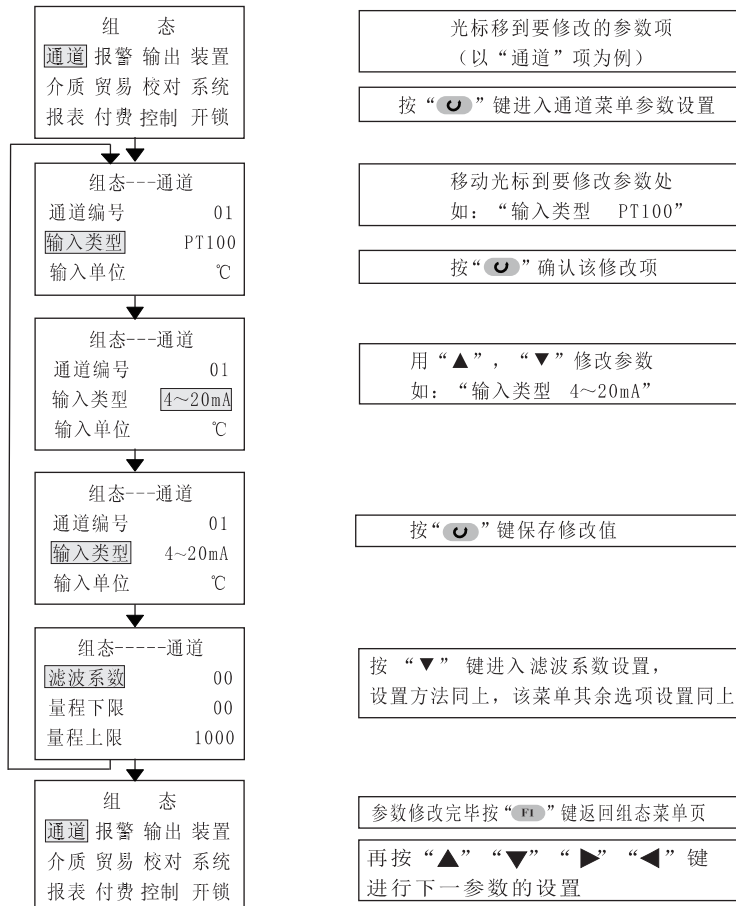 组 态
通道 报警 输出 装置
介质 贸易 校对 系统
报表 付费 控制 开锁
光标移到要修改的参数项
（以“通道”项为例）
按“ ”键进入通道菜单参数设置
组态---通道
通道编号 01
输入类型 PT100
输入单位 ℃
移动光标到要修改参数处
如：“输入类型 PT100”
按“ ”确认该修改项
组态---通道
通道编号 01
输入类型 4～20mA
输入单位 ℃
用“▲”，“▼”修改参数
如：“输入类型 4～20mA”
组态---通道
通道编号 01
输入类型 4~20mA
输入单位 ℃
按“ ”键保存修改值
组态-----通道
滤波系数 00
量程下限 00
量程上限 1000
按 “▼” 键进入滤波系数设置，
设置方法同上，该菜单其余选项设置同上
组 态
通道 报警 输出 装置
介质 贸易 校对 系统
报表 付费 控制 开锁
参数修改完毕按“F1”键返回组态菜单页
再按“▲”“▼”“▶”“◀”键
进行下一参数的设置